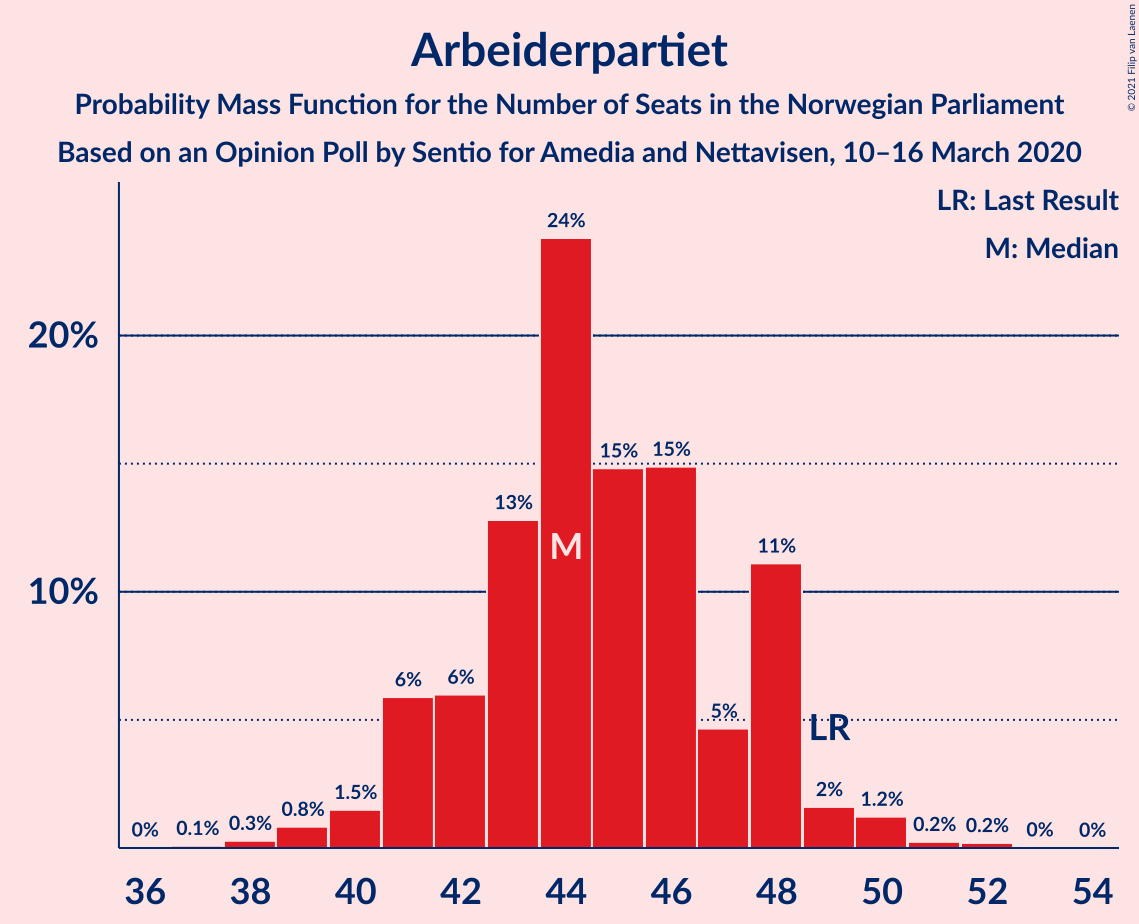 Arbeiderpartiet
Probability Mass Function for the Number of Seats in the Norwegian Parliament
Based on an Opinion Poll by Sentio for Amedia and Nettavisen, 10–16 March 2020
© 2021 Filip van Laenen
LR: Last Result
M: Median
20%
10%
0%
0.1%
0.3%
0.8%
1.5%
6%
6%
13%
24%
15%
15%
5%
11%
2%
1.2%
0.2%
0.2%
0%
0%
M
LR
36 38 40 42 44 46 48 50 52 54